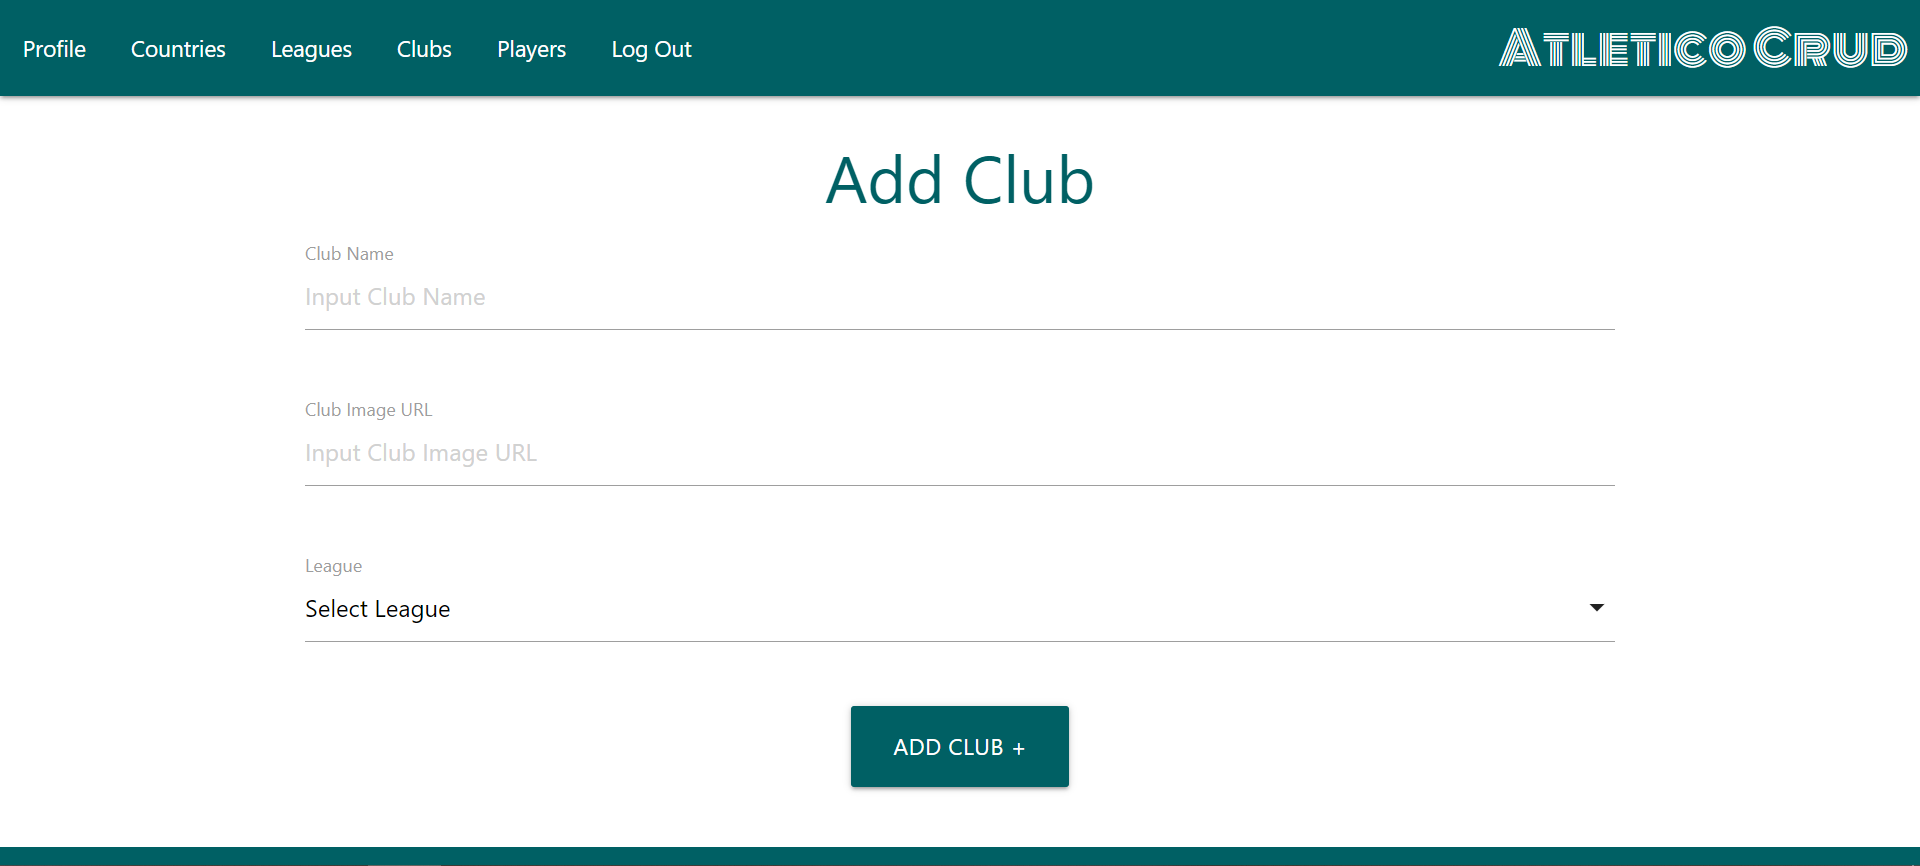 Profile Countries Leagues Clubs Players Log Out Atletico Crud
Add Club
Club Name
Input Club Name
Club Image URL
Input Club Image URL
League
Select League
ADD CLUB +